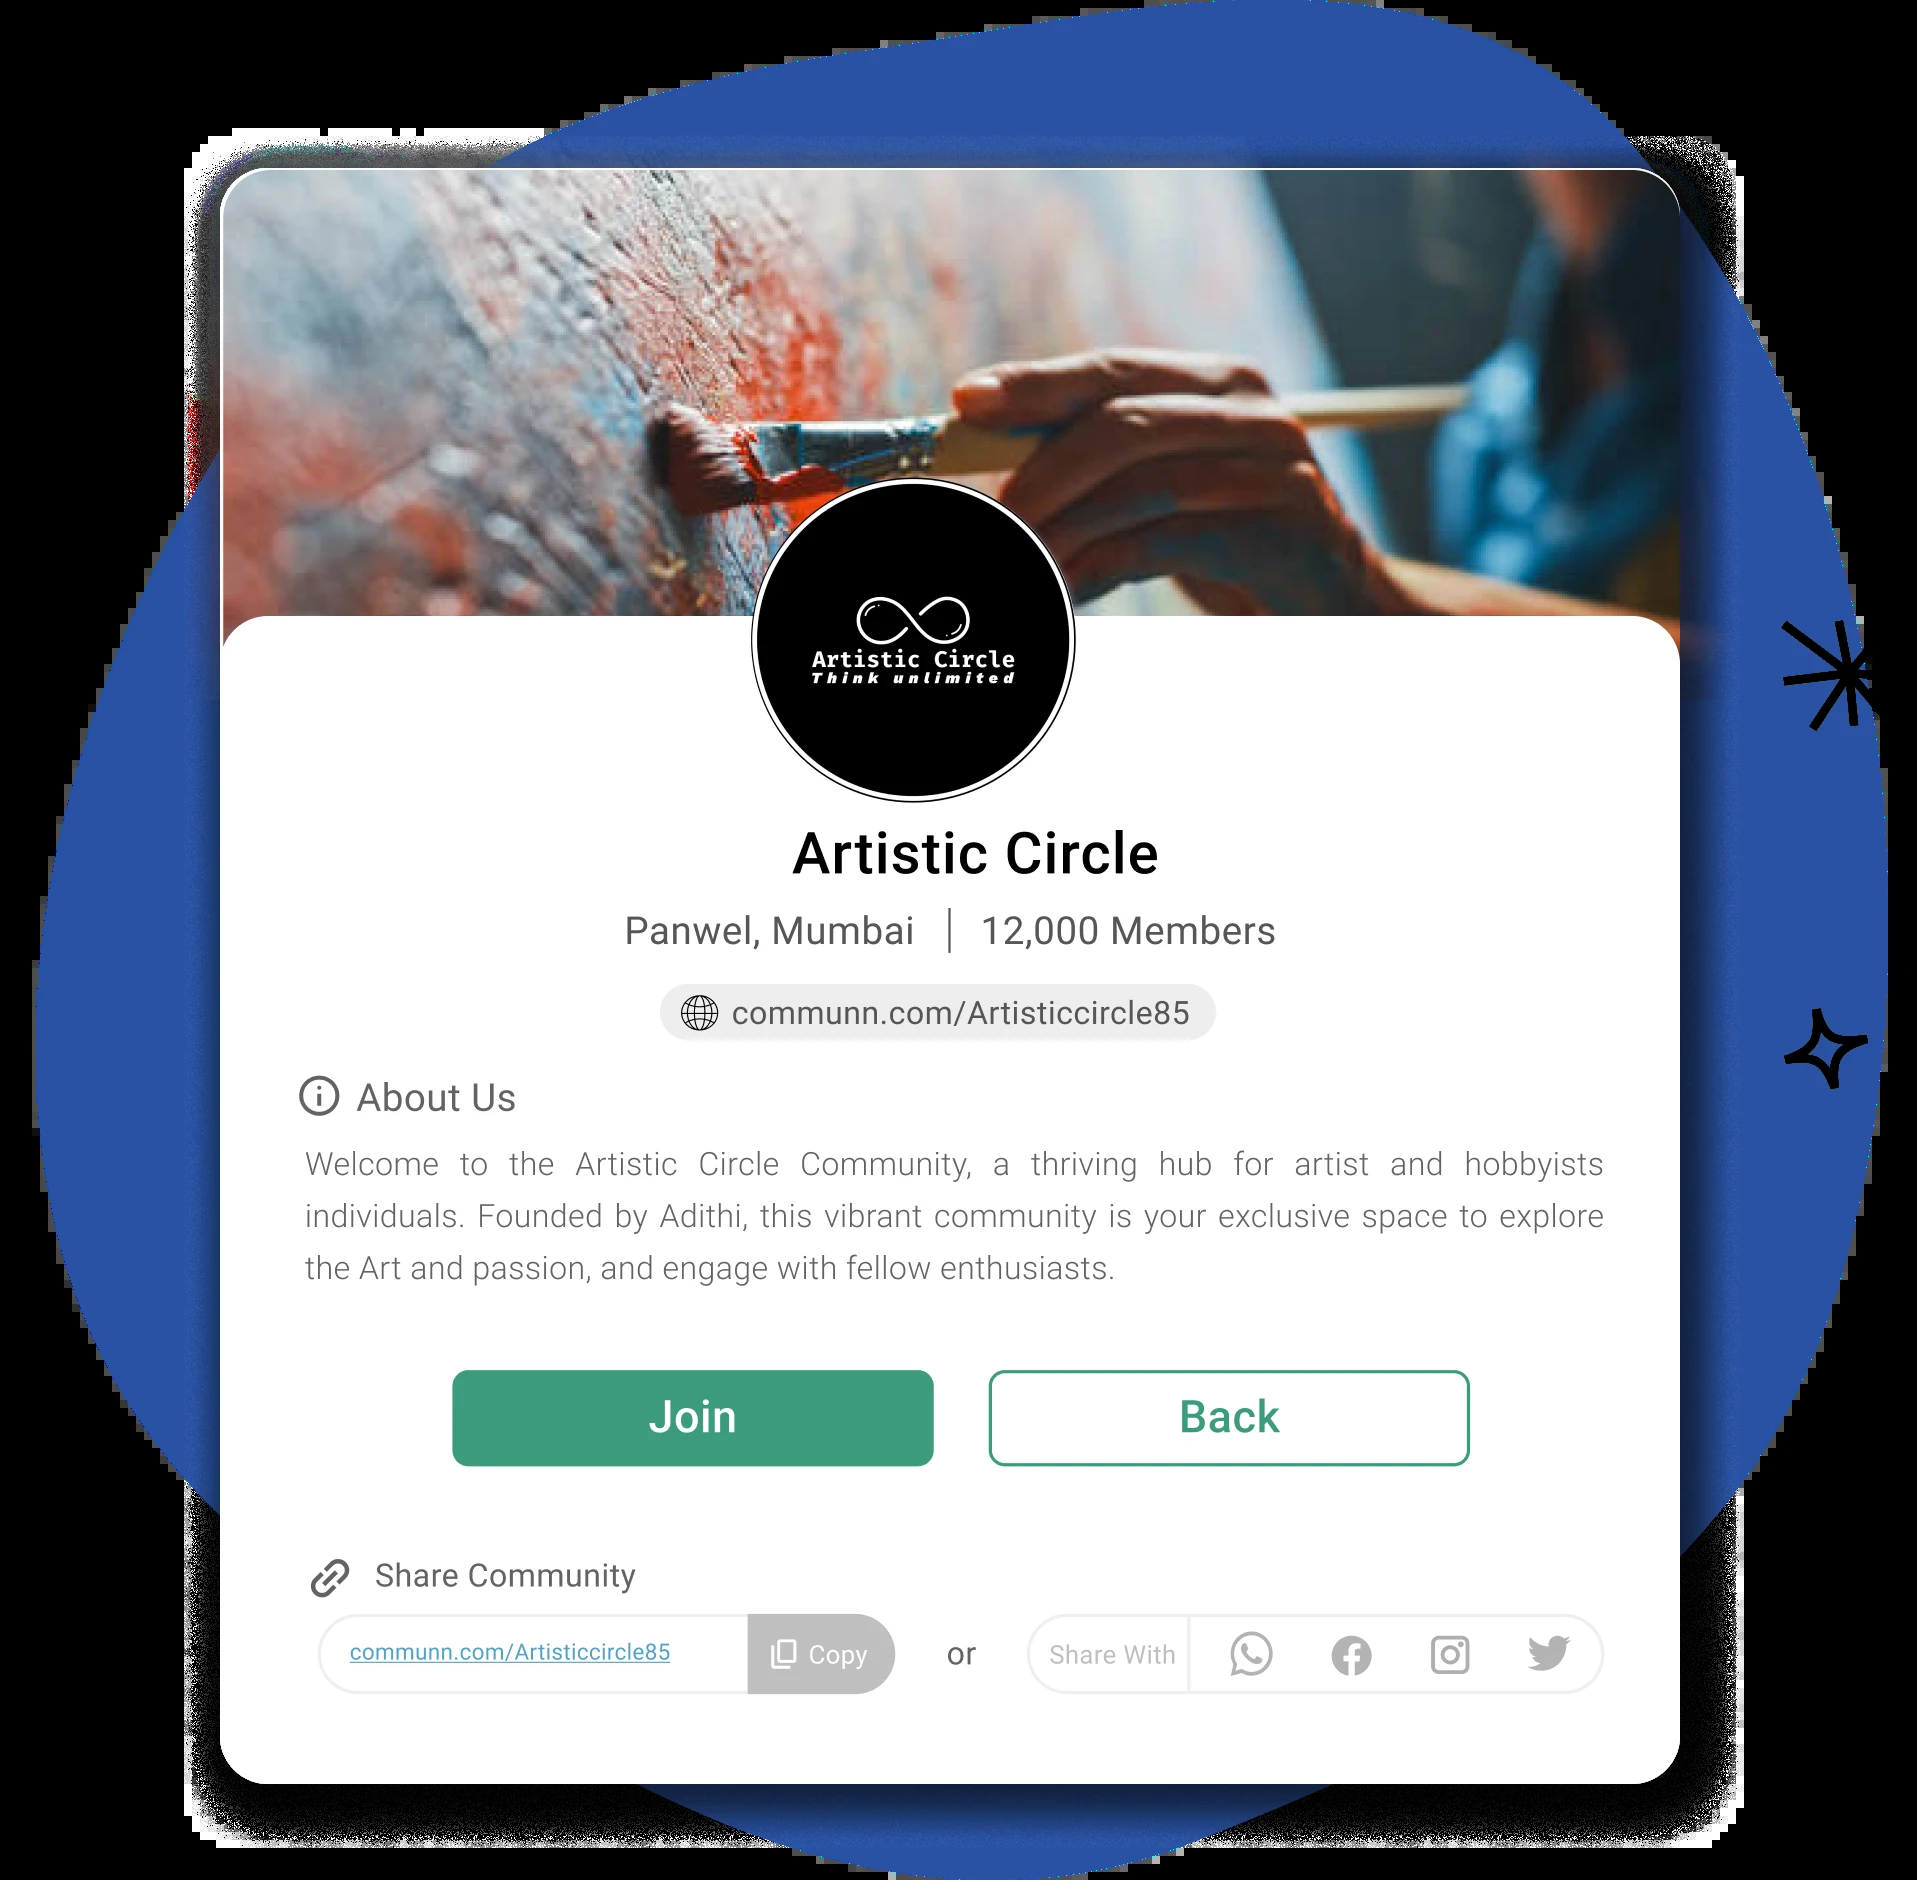 Artistic Circle
Think unlimited
Artistic Circle
Panwel, Mumbai | 12,000 Members
communn.com/Artisticcircle85
About Us
Welcome to the Artistic Circle Community, a thriving hub for artist and hobbyists
individuals. Founded by Adithi, this vibrant community is your exclusive space to explore
the Art and passion, and engage with fellow enthusiasts.
Join
Back
Share Community
communn.com/Artisticcircle85
Copy
or
Share With